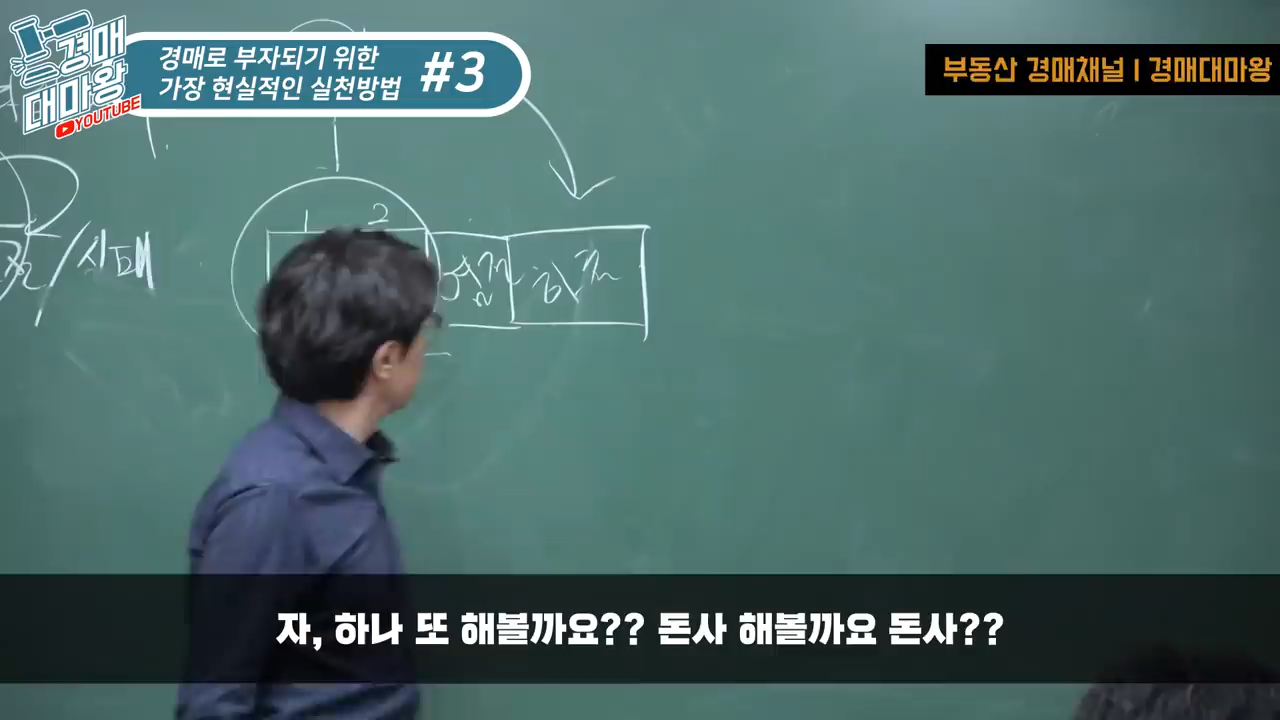 경매
대마왕
YOUTUBE
경매로 부자되기 위한
가장 현실적인 실천방법
#3
부동산 경매채널 | 경매대마왕
1 2
자, 하나 또 해볼까요?? 돈사 해볼까요 돈사??